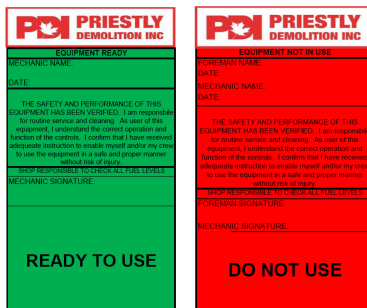 PDI PRIESTLY
DEMOLITION INC
EQUIPMENT READY
MECHANIC NAME:
DATE:
THE SAFETY AND PERFORMANCE OF THIS
EQUIPMENT HAS BEEN VERIFIED. I am responsible
for routine service and cleaning. As user of this
equipment, I understand the correct operation and
function of the controls. I confirm that I have received
adequeate instruction to enable myself and/or my crew
to use the equipment in a safe and proper manner
without risk of injury.
SHOP RESPONSIBLE TO CHECK ALL FUEL LEVELS
MECHANIC SIGNATURE:
READY TO USE
PDI PRIESTLY
DEMOLITION INC
EQUIPMENT NOT IN USE
FOREMAN NAME:
DATE:
MECHANIC NAME:
DATE:
THE SAFETY AND PERFORMANCE OF THIS
EQUIPMENT HAS BEEN VERIFIED. I am responsible
for routine service and cleaning. As user of this
equipment, I understand the correct operation and
function of the controls. I confirm that I have received
adequeate instruction to enable myself and/or my crew
to use the equipment in a safe and proper manner
without risk of injury.
SHOP RESPONSIBLE TO CHECK ALL FUEL LEVELS
FOREMAN SIGNATURE:
MECHANIC SIGNATURE:
DO NOT USE